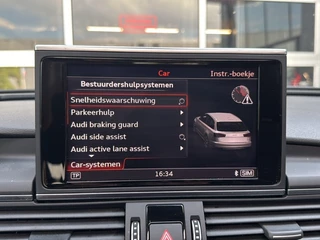 Car
Instr.-boekje
Bestuurdershulpsystemen
Snelheidswaarschuwing
Parkeerhulp
Audi braking guard
Audi side assist
Audi active lane assist
Car-systemen
TP
16:34
SIM